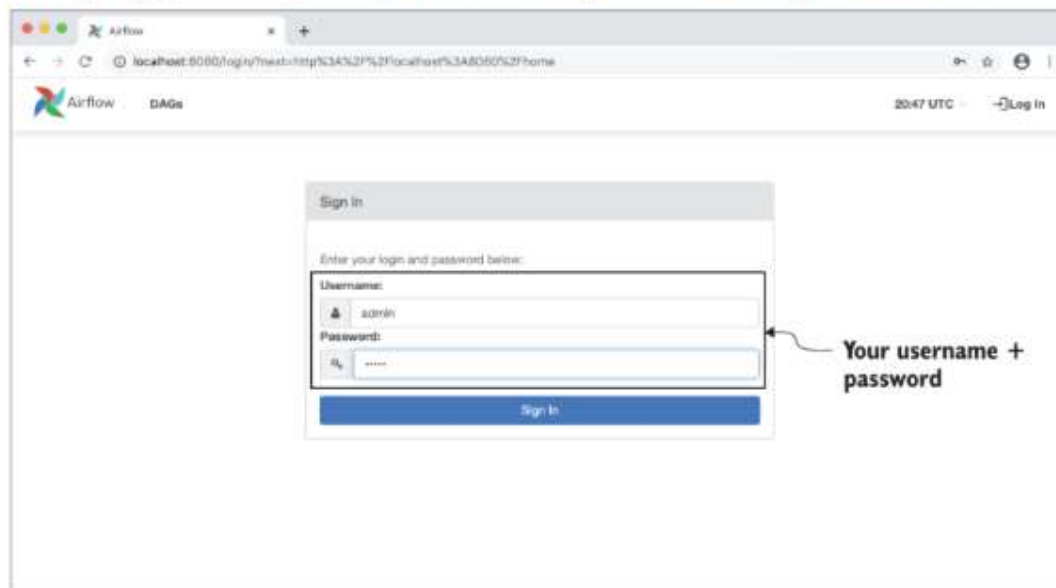 Airflow
localhost:8080/login/?next=http%3A%2F%2Flocalhost%3A8080%2Fhome
Airflow DAGs 20:47 UTC Log In
Sign In
Enter your login and password below:
Username:
admin
Password:
•••••
Sign In
Your username +
password